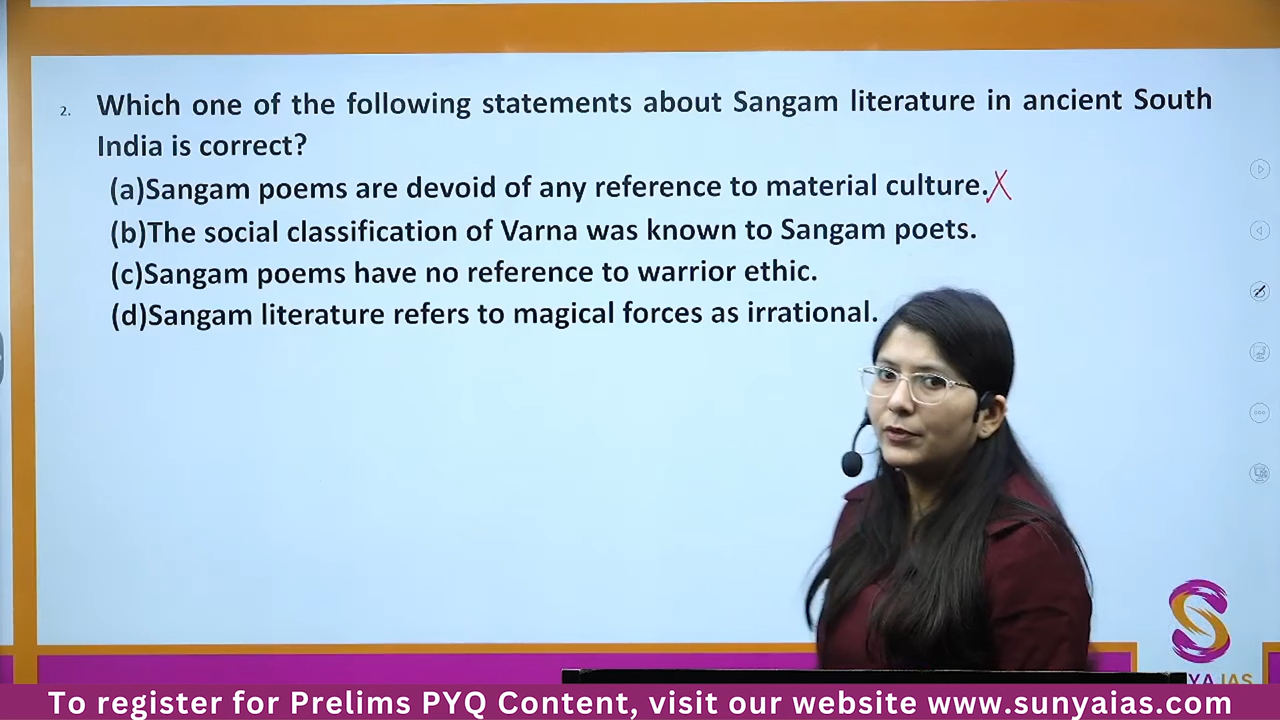 2. Which one of the following statements about Sangam literature in ancient South
India is correct?
(a)Sangam poems are devoid of any reference to material culture.
(b)The social classification of Varna was known to Sangam poets.
(c)Sangam poems have no reference to warrior ethic.
(d)Sangam literature refers to magical forces as irrational.
YA IAS
To register for Prelims PYQ Content, visit our website www.sunyaias.com